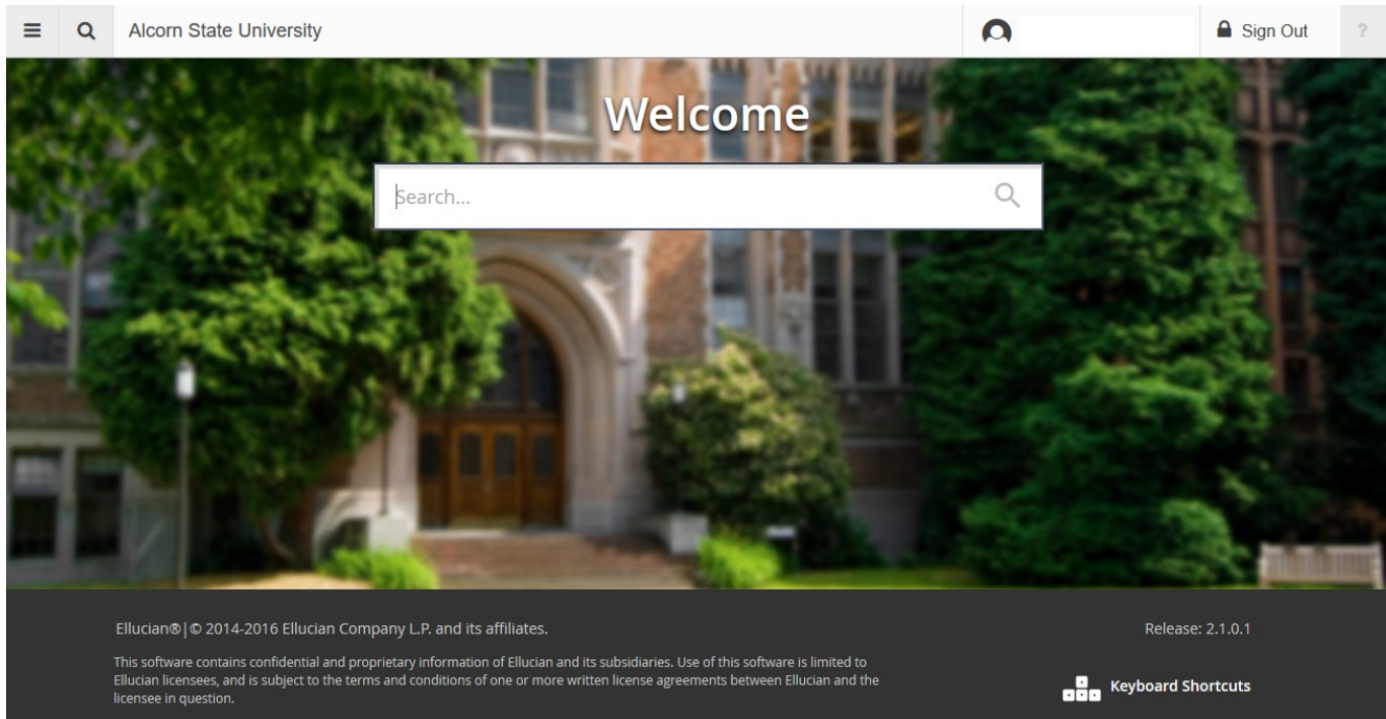 Alcorn State University
Sign Out
?
Welcome
Search...
Ellucian®|© 2014-2016 Ellucian Company L.P. and its affiliates.
Release: 2.1.0.1
This software contains confidential and proprietary information of Ellucian and its subsidiaries. Use of this software is limited to
Ellucian licensees, and is subject to the terms and conditions of one or more written license agreements between Ellucian and the
licensee in question.
Keyboard Shortcuts